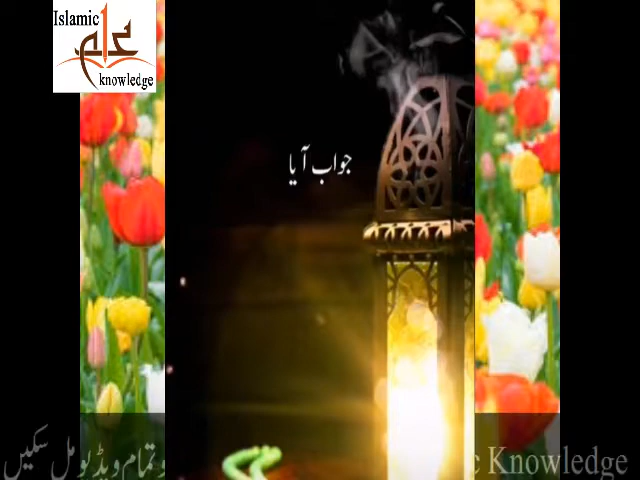 Islamic
علم
knowledge
جواب آیا
و تمام ویڈیو مل سکیں
c Knowledge